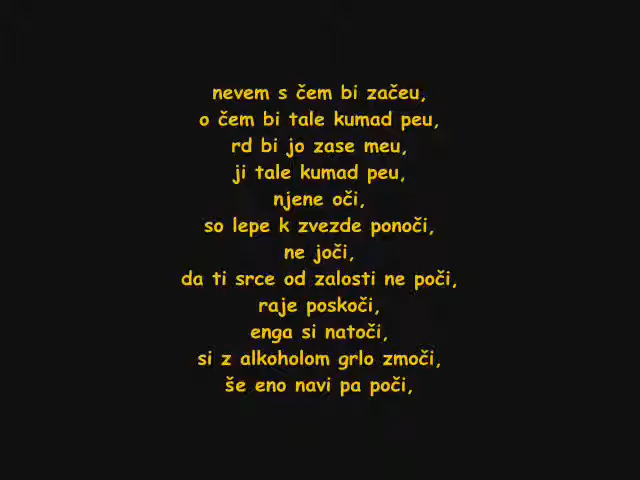 nevem s čem bi začeu,
o čem bi tale kumad peu,
rd bi jo zase meu,
ji tale kumad peu,
njene oči,
so lepe k zvezde ponoči,
ne joči,
da ti srce od zalosti ne poči,
raje poskoči,
enga si natoči,
si z alkoholom grlo zmoči,
še eno navi pa poči,